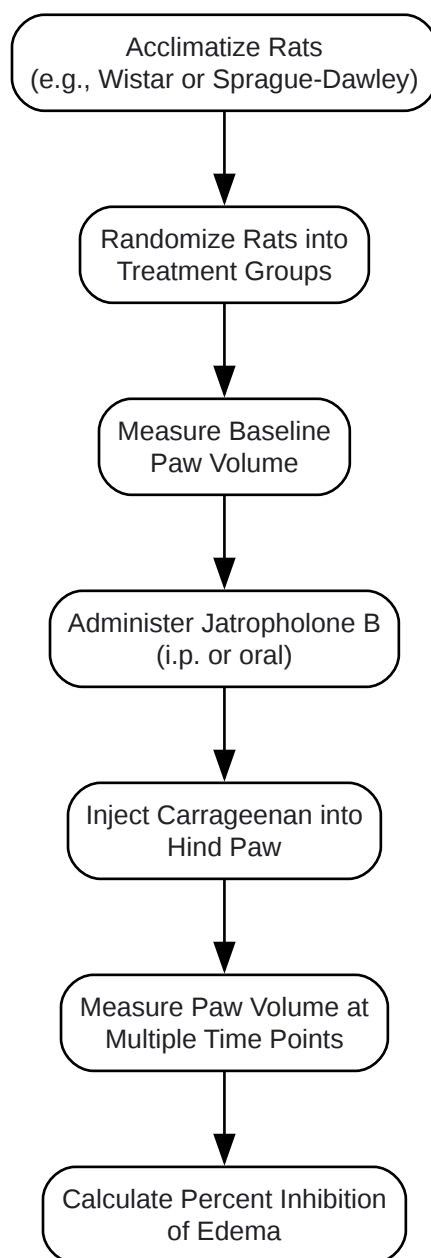 Acclimatize Rats
(e.g., Wistar or Sprague-Dawley)
Randomize Rats into
Treatment Groups
Measure Baseline
Paw Volume
Administer Jatropholone B
(i.p. or oral)
Inject Carrageenan into
Hind Paw
Measure Paw Volume at
Multiple Time Points
Calculate Percent Inhibition
of Edema